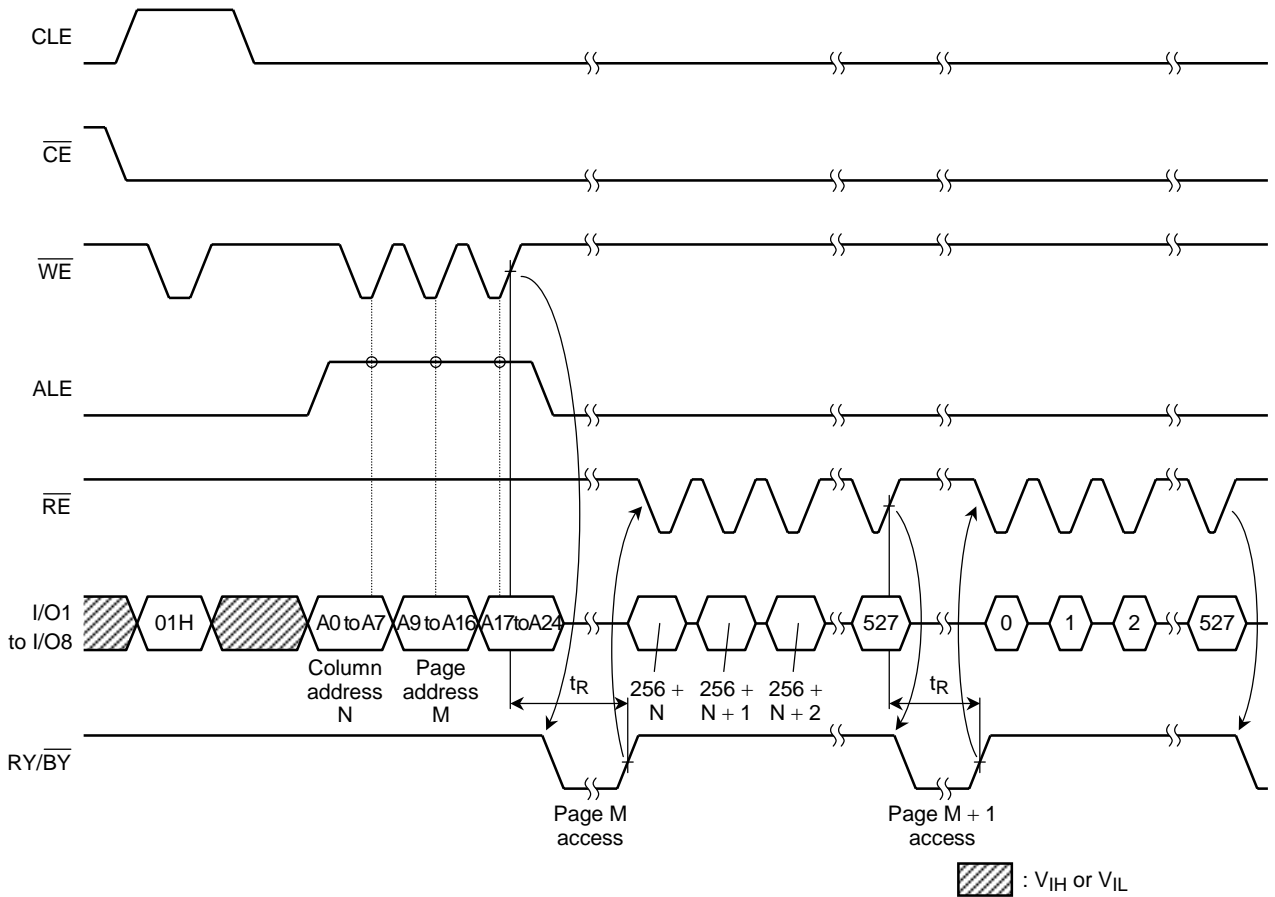 CLE
CE
WE
ALE
RE
I/O1
to I/O8
01H
A0 to A7
A9 to A16
A17 to A24
527
0
1
2
527
Column
address
N
Page
address
M
tR
256 +
N
256 +
N + 1
256 +
N + 2
tR
RY/BY
Page M
access
Page M + 1
access
: VIH or VIL